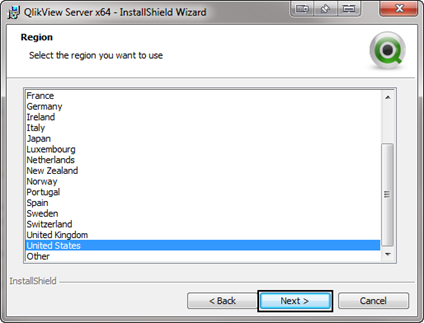 QlikView Server x64 - InstallShield Wizard
Region
Select the region you want to use
France
Germany
Ireland
Italy
Japan
Luxembourg
Netherlands
New Zealand
Norway
Portugal
Spain
Sweden
Switzerland
United Kingdom
United States
Other
InstallShield
< Back
Next >
Cancel